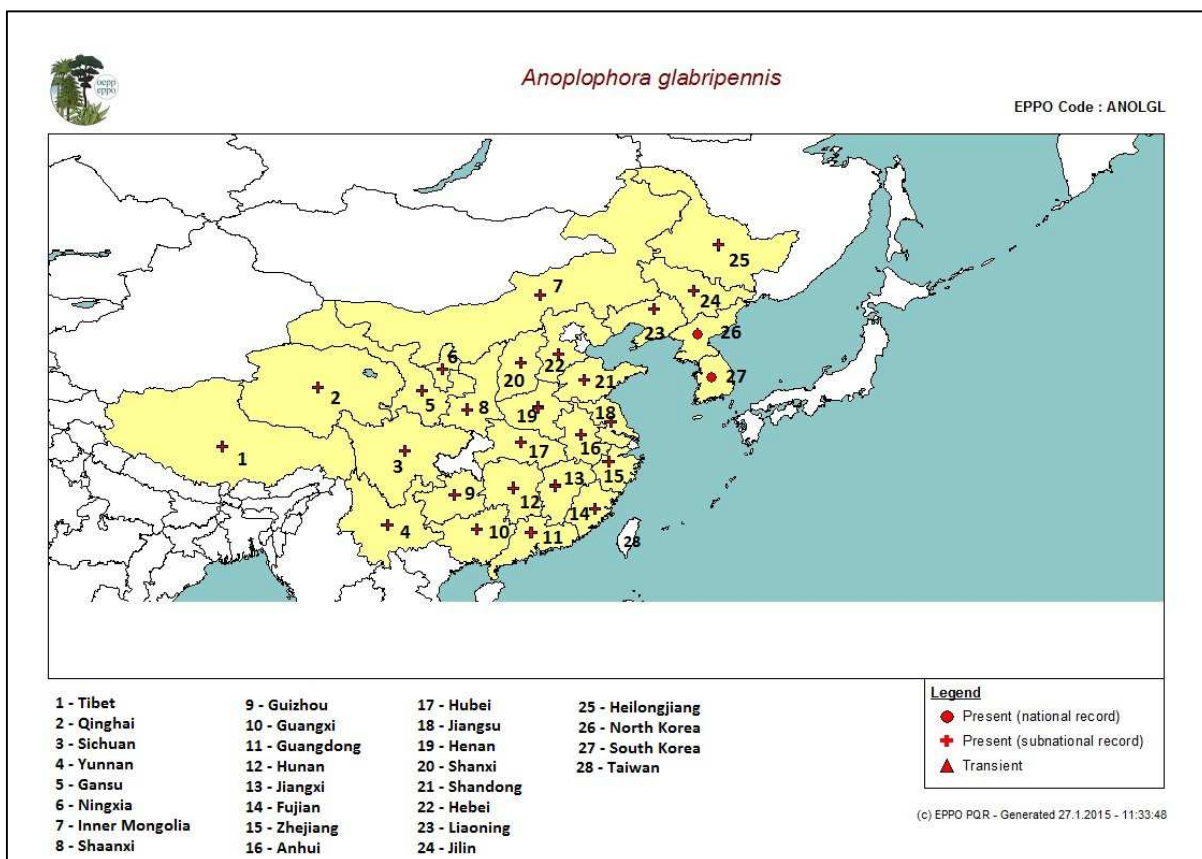 oepp
eppo
Anoplophora glabripennis
EPPO Code : ANOLGL
25
7
24
23
26
6
22
20
27
2
21
5
8
19
18
17
16
1
3
15
9
13
12
14
4
10
11
28
1 - Tibet
2 - Qinghai
3 - Sichuan
4 - Yunnan
5 - Gansu
6 - Ningxia
7 - Inner Mongolia
8 - Shaanxi
9 - Guizhou
10 - Guangxi
11 - Guangdong
12 - Hunan
13 - Jiangxi
14 - Fujian
15 - Zhejiang
16 - Anhui
17 - Hubei
18 - Jiangsu
19 - Henan
20 - Shanxi
21 - Shandong
22 - Hebei
23 - Liaoning
24 - Jilin
25 - Heilongjiang
26 - North Korea
27 - South Korea
28 - Taiwan
Legend
Present (national record)
Present (subnational record)
Transient
(c) EPPO PQR - Generated 27.1.2015 - 11:33:48